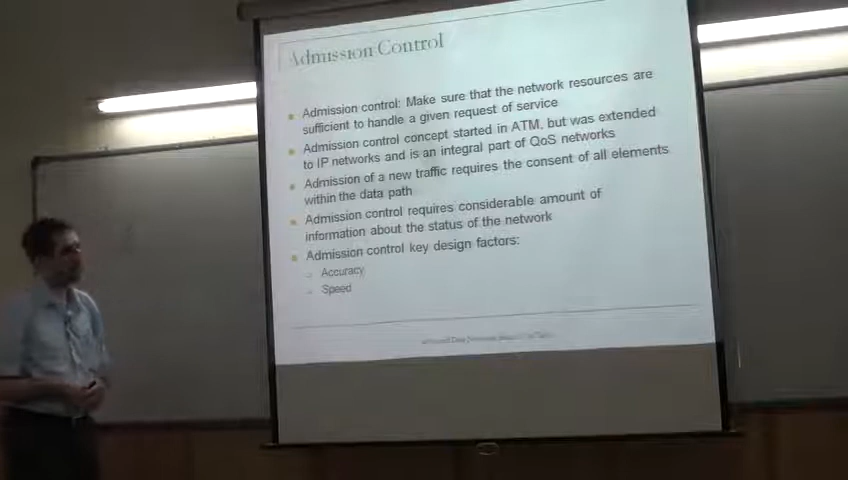 Admission Control
Admission control: Make sure that the network resources are
sufficient to handle a given request of service
Admission control concept started in ATM, but was extended
to IP networks and is an integral part of QoS networks
Admission of a new traffic requires the consent of all elements
within the data path
Admission control requires considerable amount of
information about the status of the network
Admission control key design factors:
Accuracy
Speed